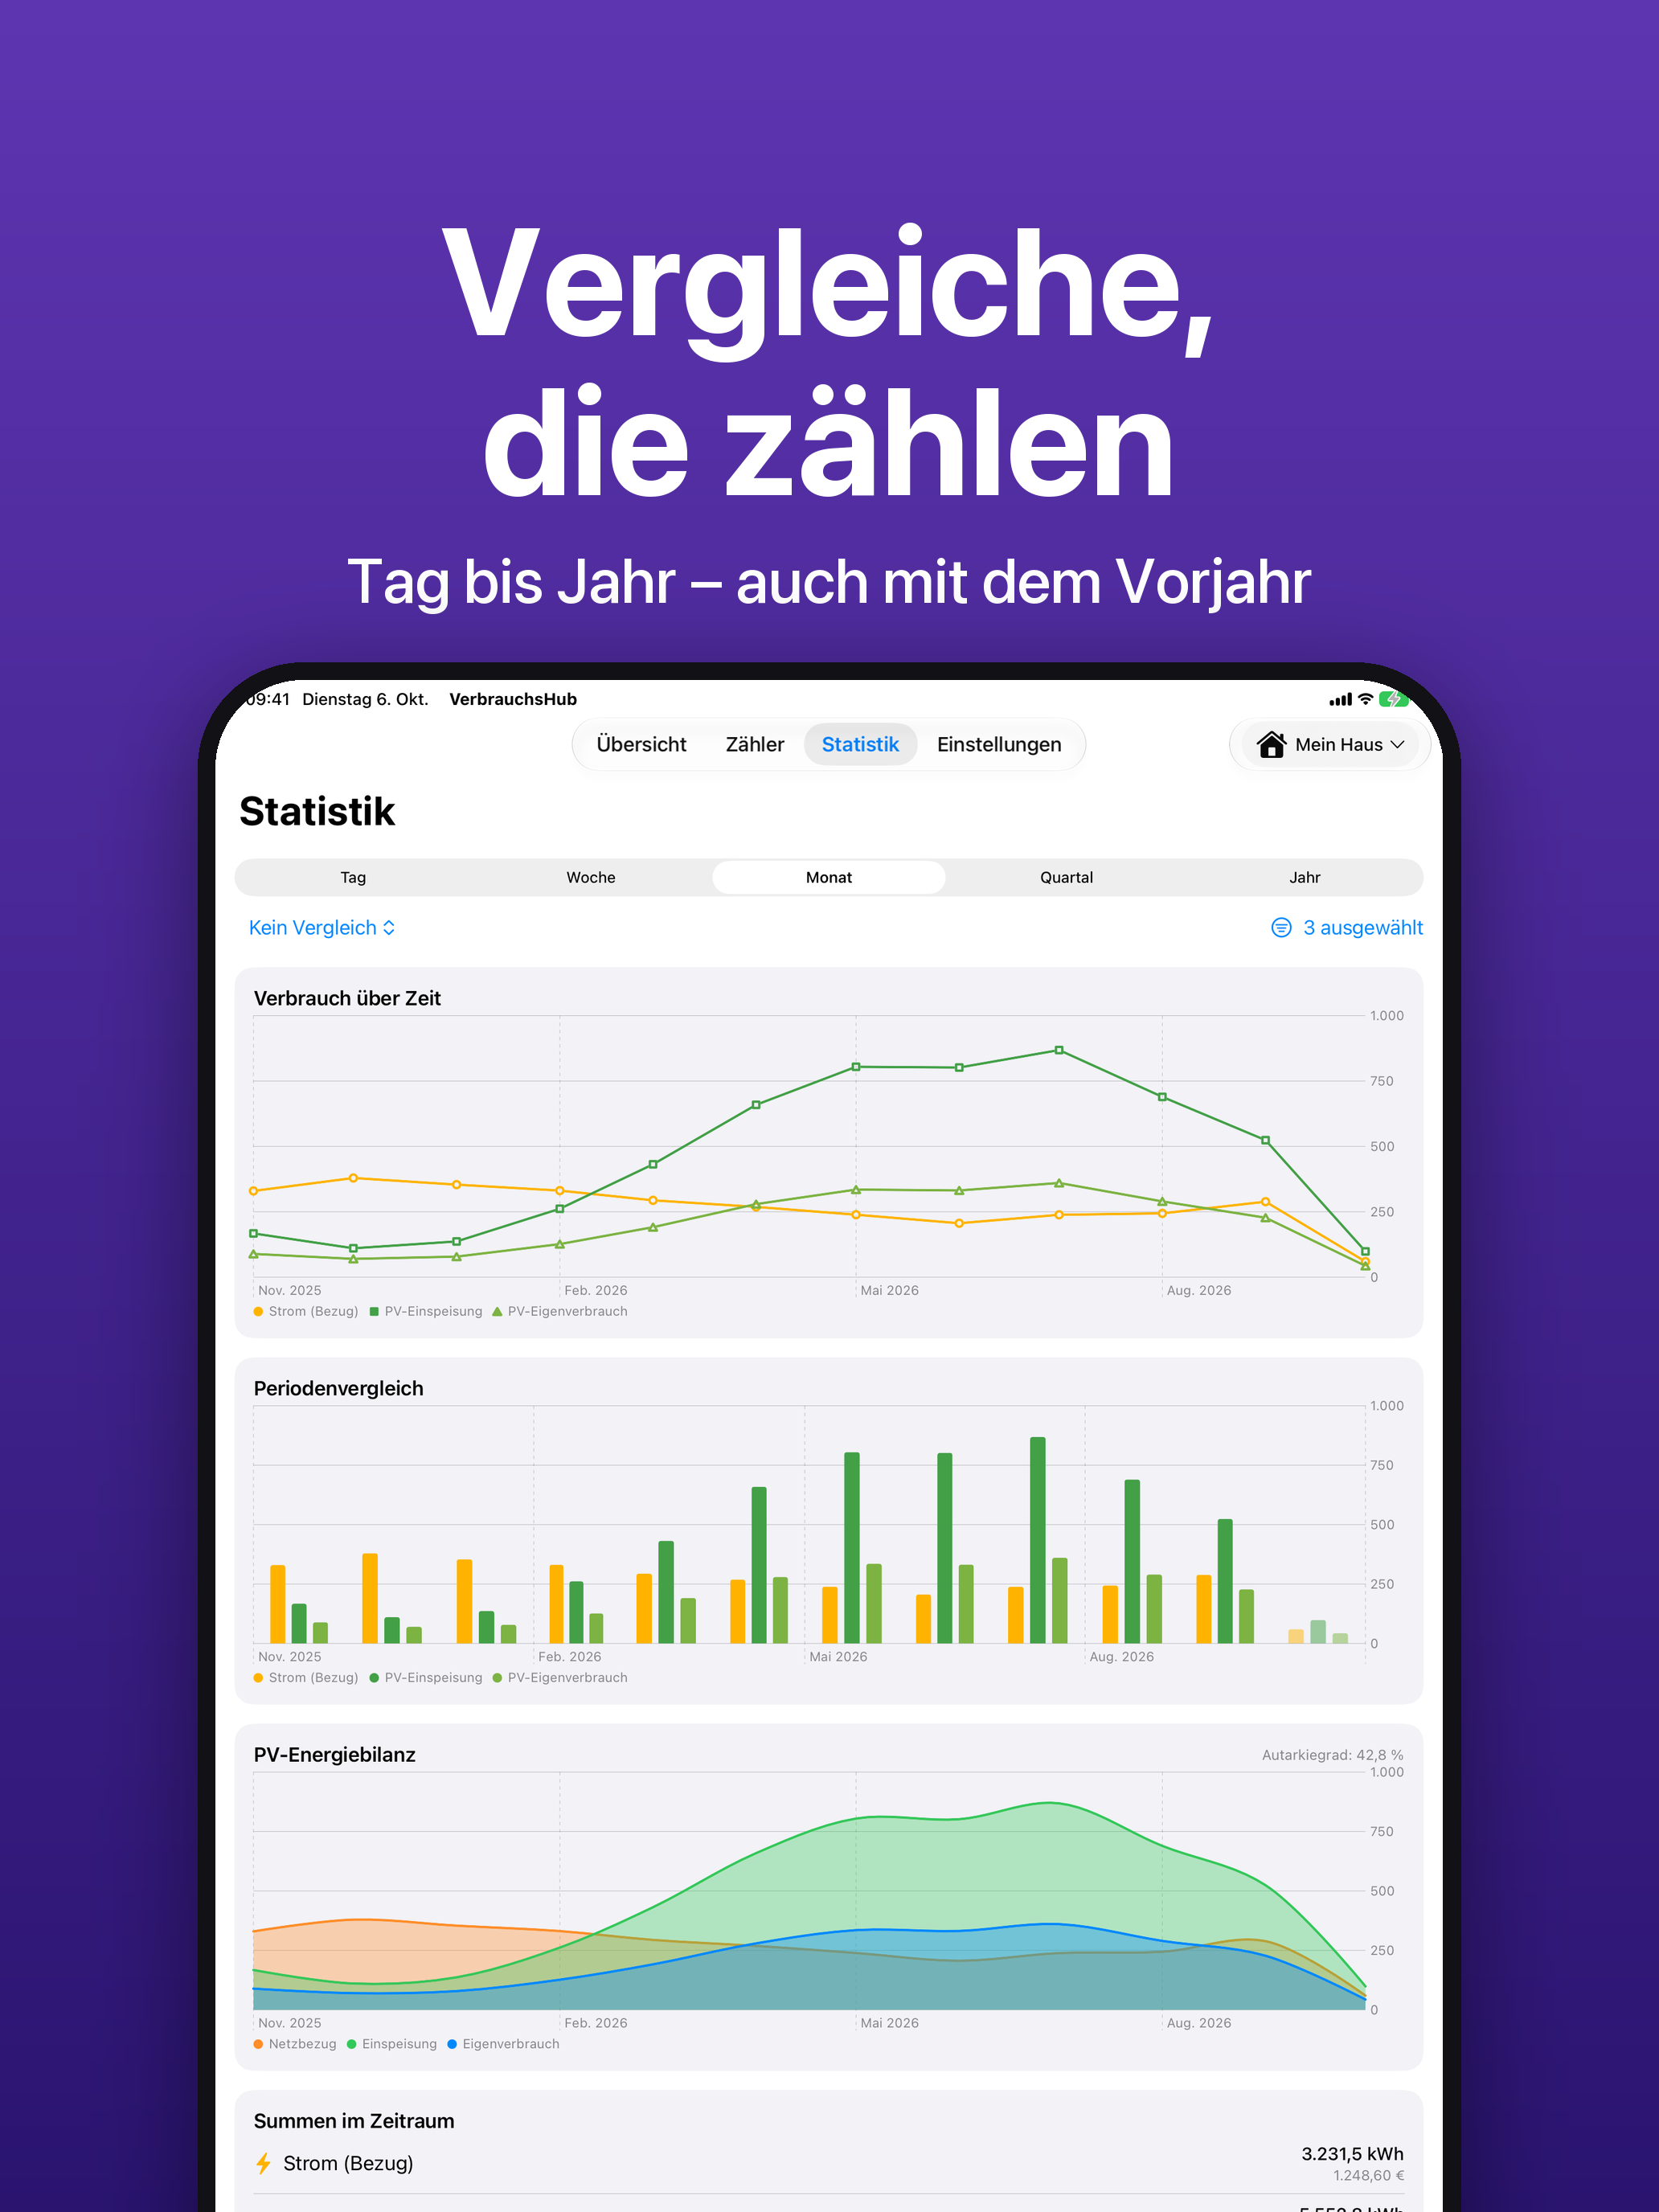 Vergleiche,
die zählen
Tag bis Jahr – auch mit dem Vorjahr
09:41 Dienstag 6. Okt. VerbrauchsHub
Übersicht Zähler Statistik Einstellungen Mein Haus
Statistik
Tag Woche Monat Quartal Jahr
Kein Vergleich 3 ausgewählt
Verbrauch über Zeit
1.000
750
500
250
0
Nov. 2025 Feb. 2026 Mai 2026 Aug. 2026
Strom (Bezug) PV-Einspeisung PV-Eigenverbrauch
Periodenvergleich
1.000
750
500
250
0
Nov. 2025 Feb. 2026 Mai 2026 Aug. 2026
Strom (Bezug) PV-Einspeisung PV-Eigenverbrauch
PV-Energiebilanz Autarkiegrad: 42,8 %
1.000
750
500
250
0
Nov. 2025 Feb. 2026 Mai 2026 Aug. 2026
Netzbezug Einspeisung Eigenverbrauch
Summen im Zeitraum
Strom (Bezug) 3.231,5 kWh
1.248,60 €